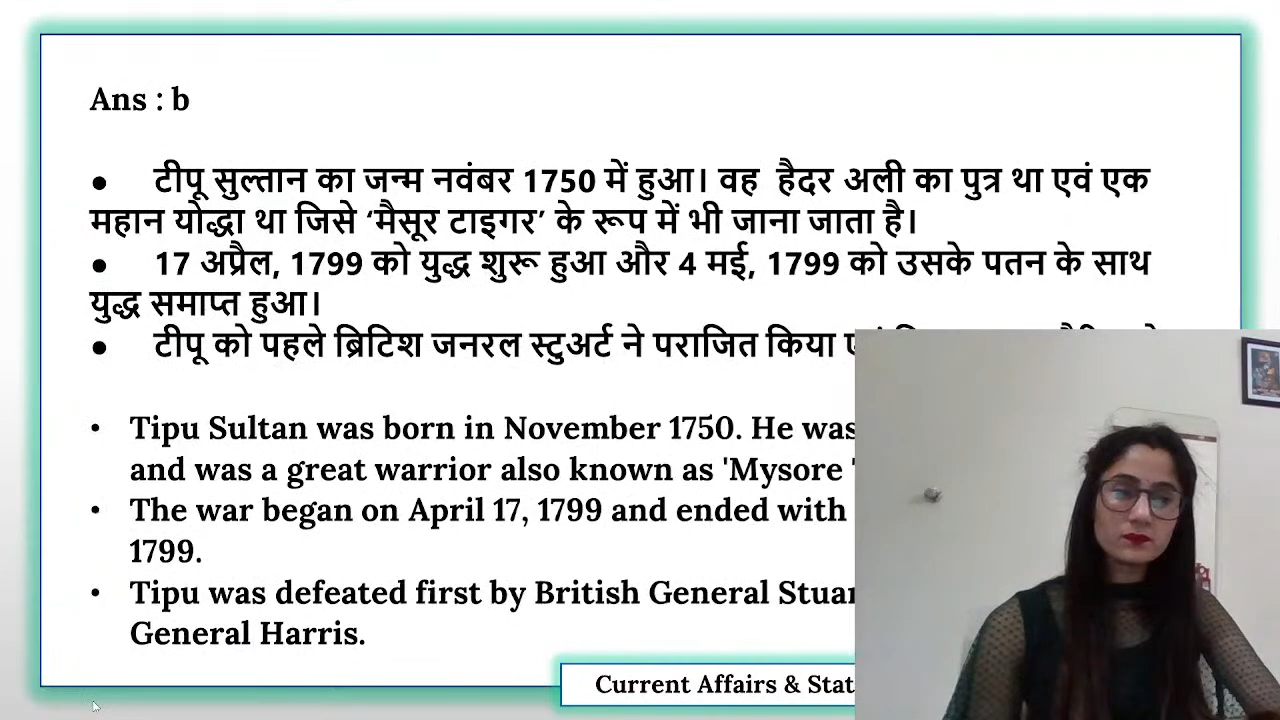 Ans : b
● टीपू सुल्तान का जन्म नवंबर 1750 में हुआ। वह हैदर अली का पुत्र था एवं एक
महान योद्धा था जिसे ‘मैसूर टाइगर’ के रूप में भी जाना जाता है।
● 17 अप्रैल, 1799 को युद्ध शुरू हुआ और 4 मई, 1799 को उसके पतन के साथ
युद्ध समाप्त हुआ।
● टीपू को पहले ब्रिटिश जनरल स्टुअर्ट ने पराजित किया
• Tipu Sultan was born in November 1750. He was
and was a great warrior also known as 'Mysore
• The war began on April 17, 1799 and ended with
1799.
• Tipu was defeated first by British General
General Harris.
Current Affairs &